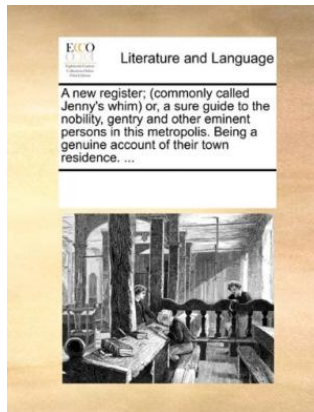 ECCO
Literature and Language
A new register; (commonly called
Jenny's whim) or, a sure guide to the
nobility, gentry and other eminent
persons in this metropolis. Being a
genuine account of their town
residence. ...